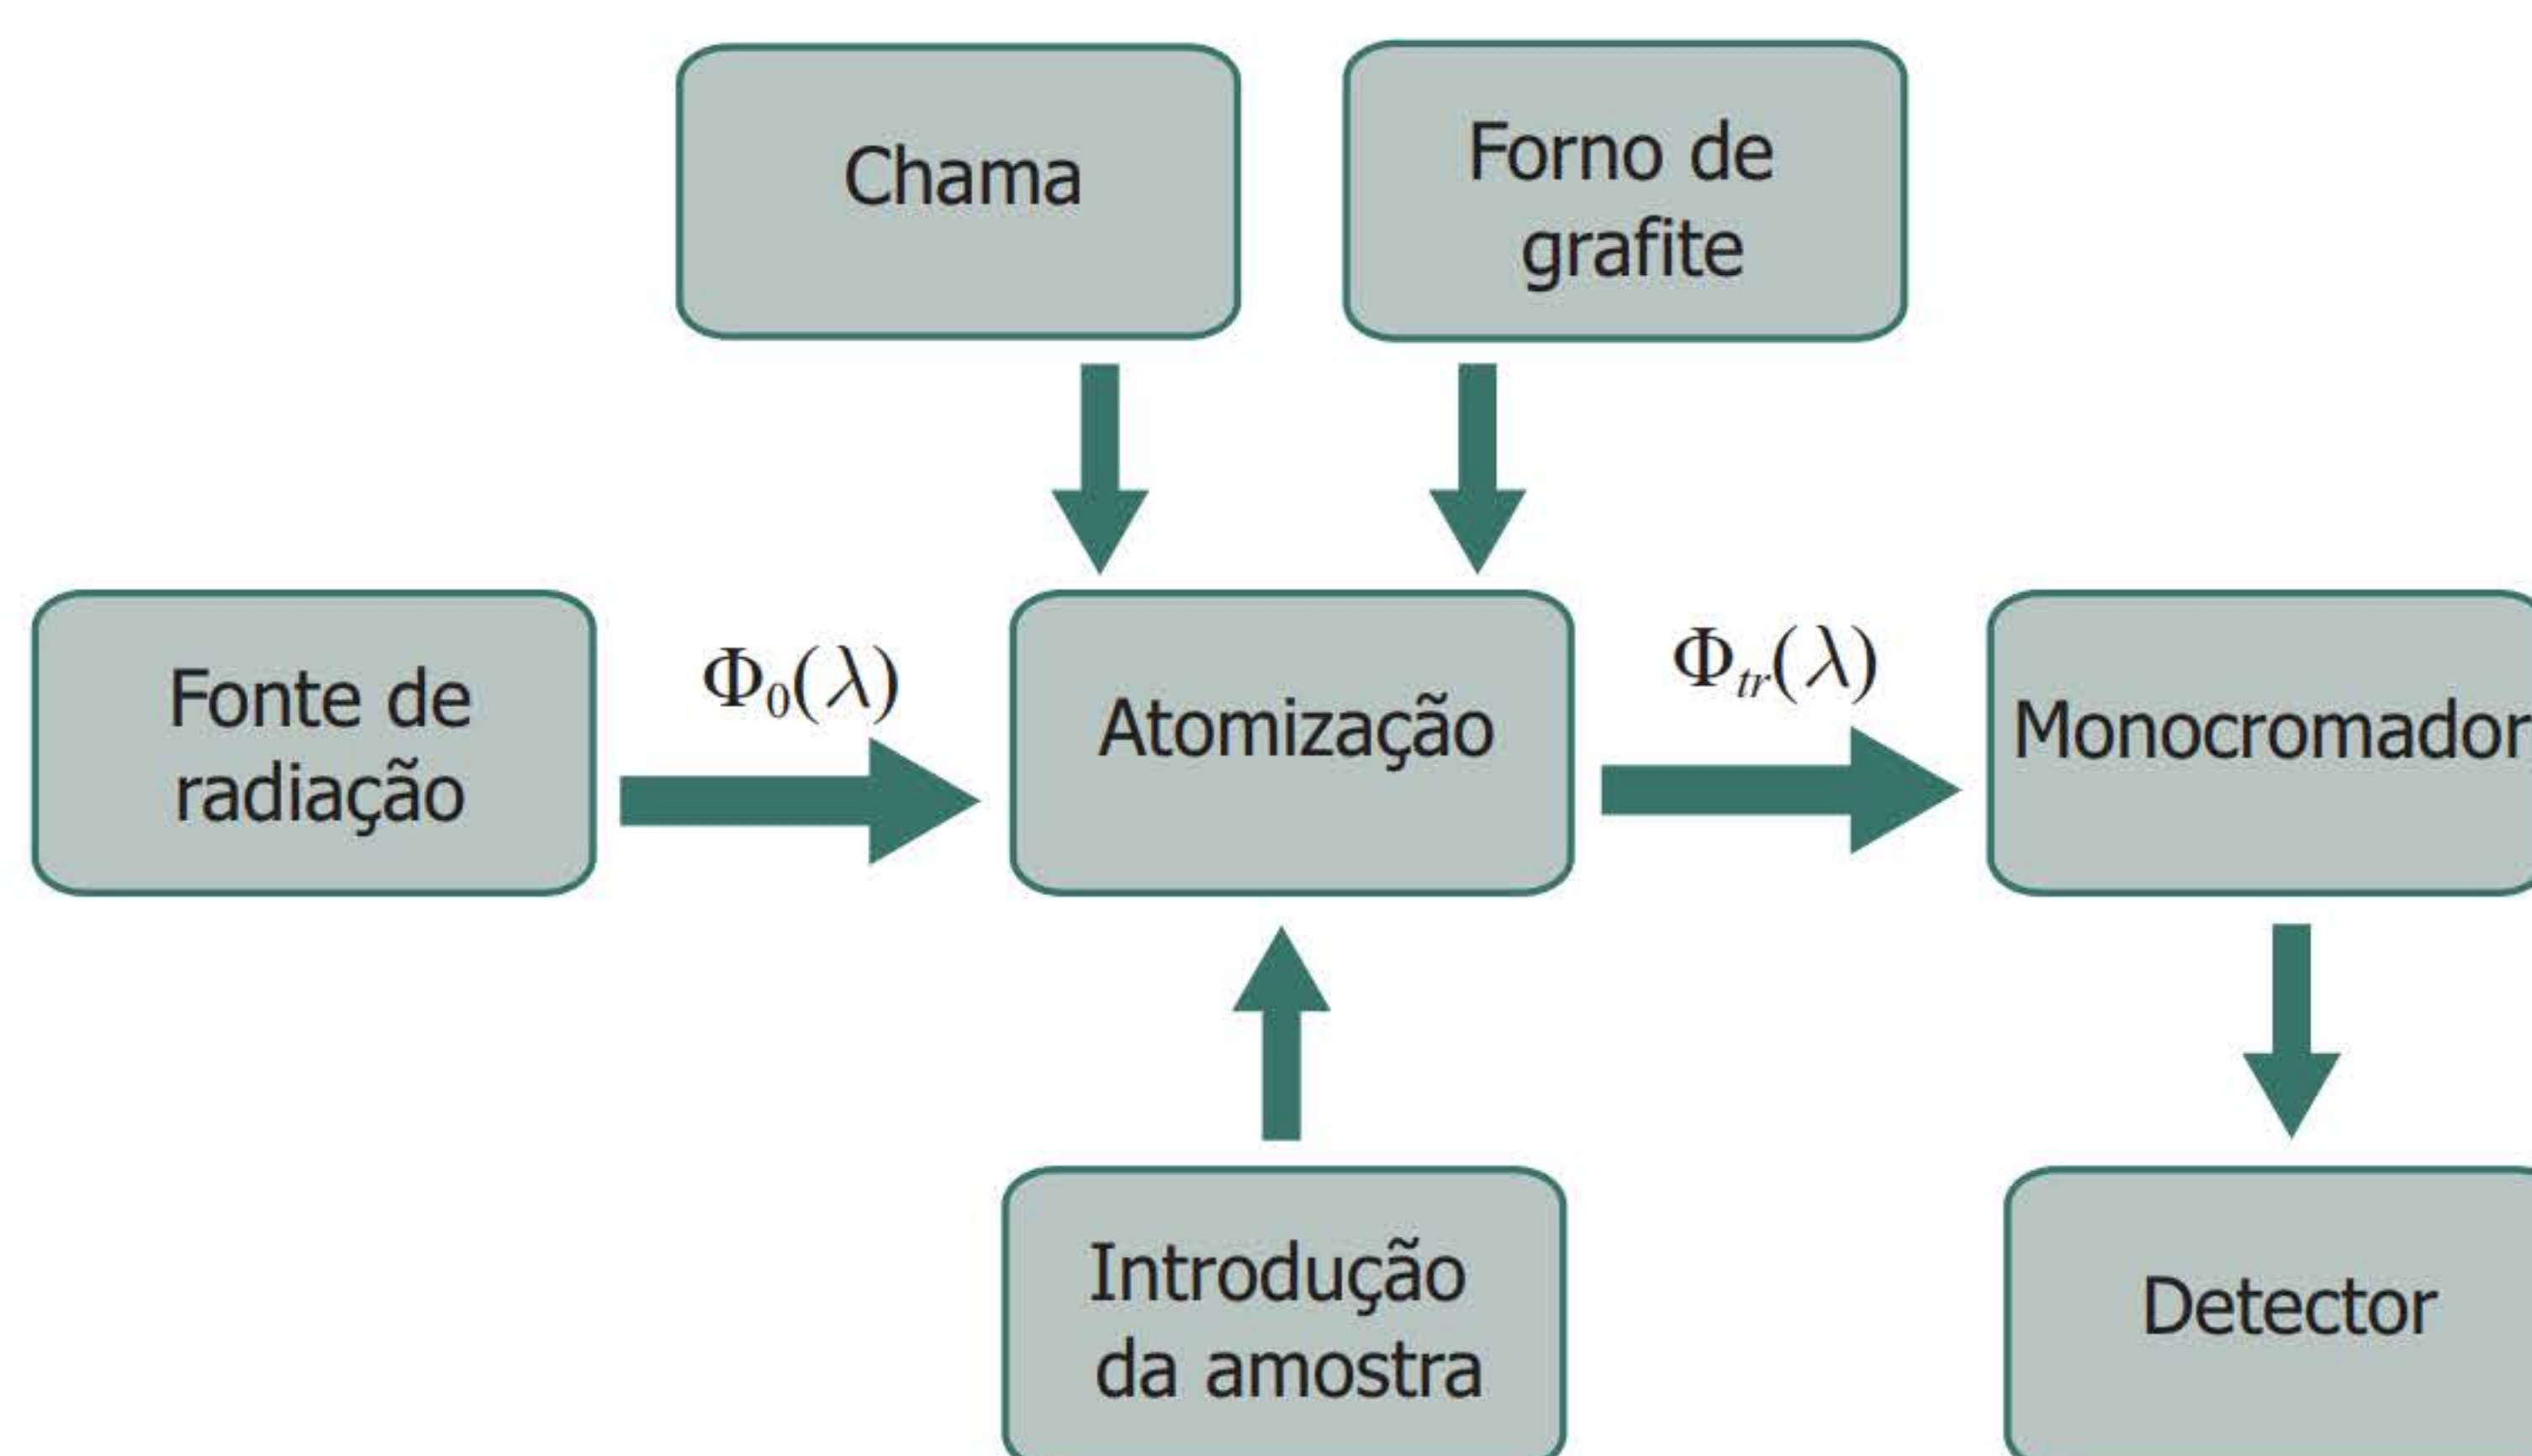 Chama
Forno de
grafite
Fonte de
radiação
Φ₀(λ)
Atomização
Φₜᵣ(λ)
Monocromador
Introdução
da amostra
Detector